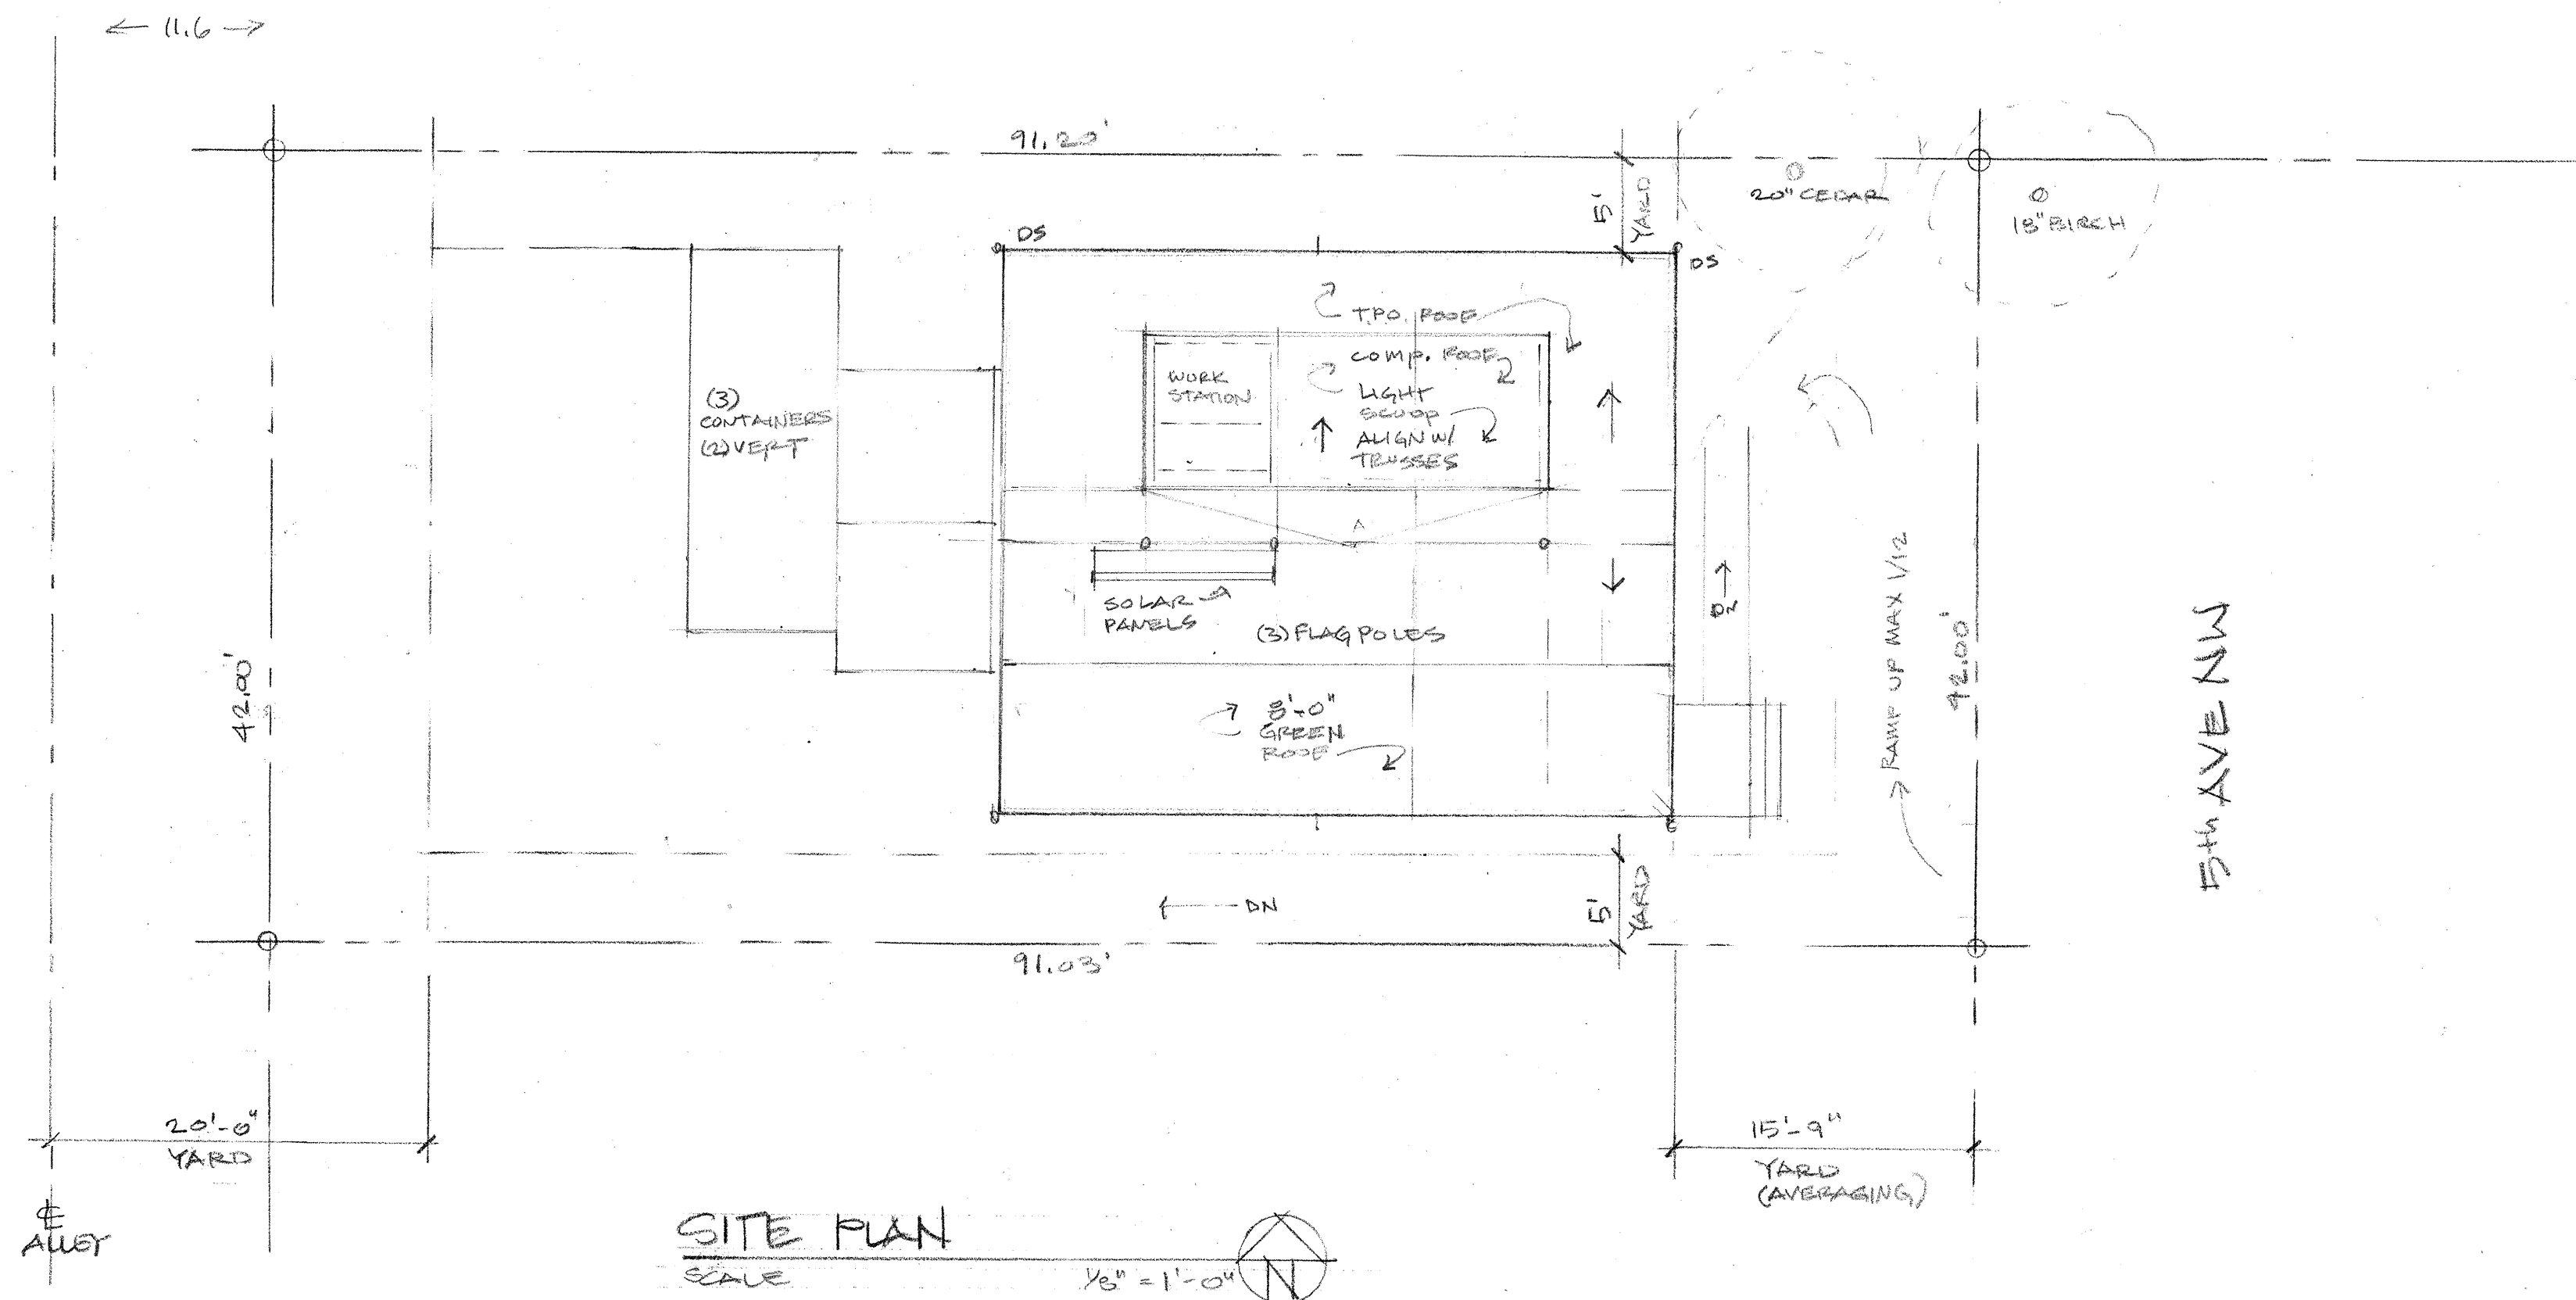 ← 11.6 →
91.20'
5'
YARD
20" CEDAR
18" BIRCH
DS
DS
T.P.O. ROOF
COMP. ROOF
WORK
STATION
LIGHT
SCOOP
ALIGN W/
TRUSSES
(3)
CONTAINERS
(2) VERT
SOLAR
PANELS
(3) FLAGPOLES
8'-0"
GREEN
ROOF
RAMP UP MAX 1/12
42.00'
42.00'
5th AVE NW
← DN
5'
YARD
91.03'
20'-0"
YARD
15'-9"
YARD
(AVERAGING)
℄
ALLEY
SITE PLAN
SCALE 1/8" = 1'-0"
N